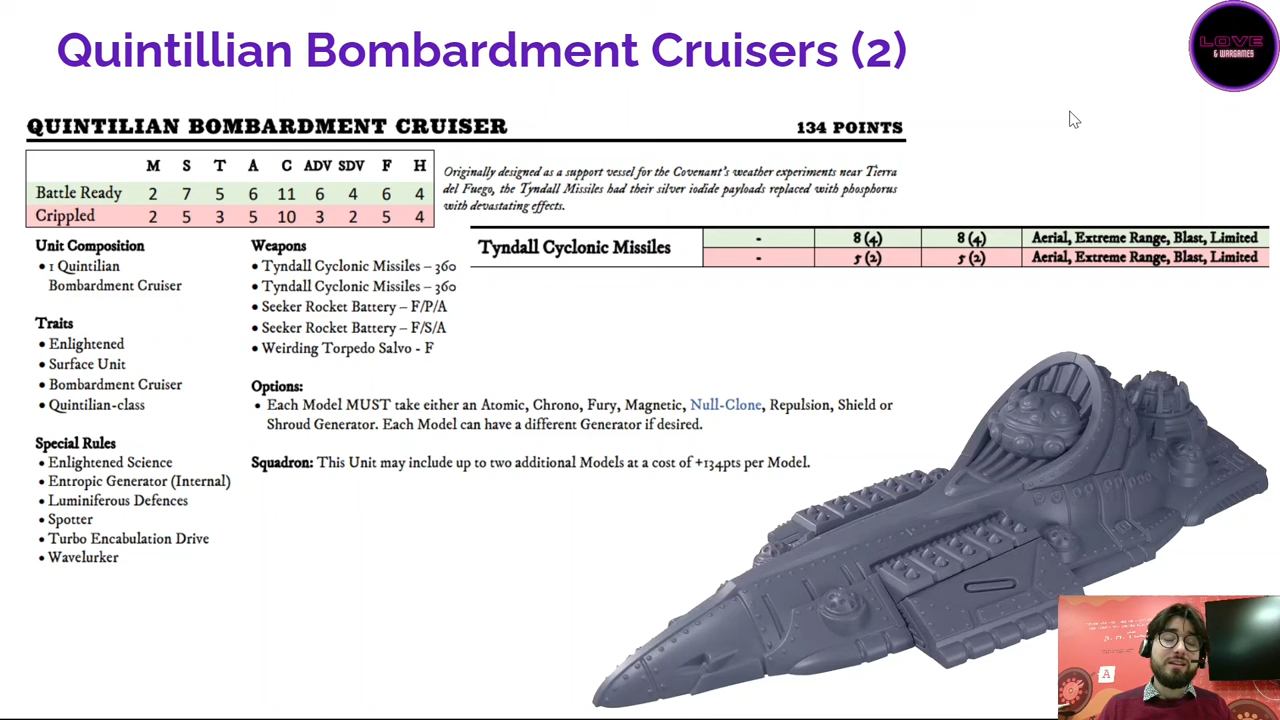 Quintillian Bombardment Cruisers (2)
LOVE
& WARGAMES
QUINTILIAN BOMBARDMENT CRUISER 134 POINTS
M S T A C ADV SDV F H
Battle Ready 2 7 5 6 11 6 4 6 4
Crippled 2 5 3 5 10 3 2 5 4
Originally designed as a support vessel for the Covenant's weather experiments near Tierra
del Fuego, the Tyndall Missiles had their silver iodide payloads replaced with phosphorus
with devastating effects.
Tyndall Cyclonic Missiles
- 8 (4) 8 (4) Aerial, Extreme Range, Blast, Limited
- 5 (2) 5 (2) Aerial, Extreme Range, Blast, Limited
Unit Composition
• 1 Quintilian
Bombardment Cruiser
Traits
• Enlightened
• Surface Unit
• Bombardment Cruiser
• Quintilian-class
Special Rules
• Enlightened Science
• Entropic Generator (Internal)
• Luminiferous Defences
• Spotter
• Turbo Encabulation Drive
• Wavelurker
Weapons
• Tyndall Cyclonic Missiles – 360
• Tyndall Cyclonic Missiles – 360
• Seeker Rocket Battery – F/P/A
• Seeker Rocket Battery – F/S/A
• Weirding Torpedo Salvo - F
Options:
• Each Model MUST take either an Atomic, Chrono, Fury, Magnetic, Null-Clone, Repulsion, Shield or
Shroud Generator. Each Model can have a different Generator if desired.
Squadron: This Unit may include up to two additional Models at a cost of +134pts per Model.
A